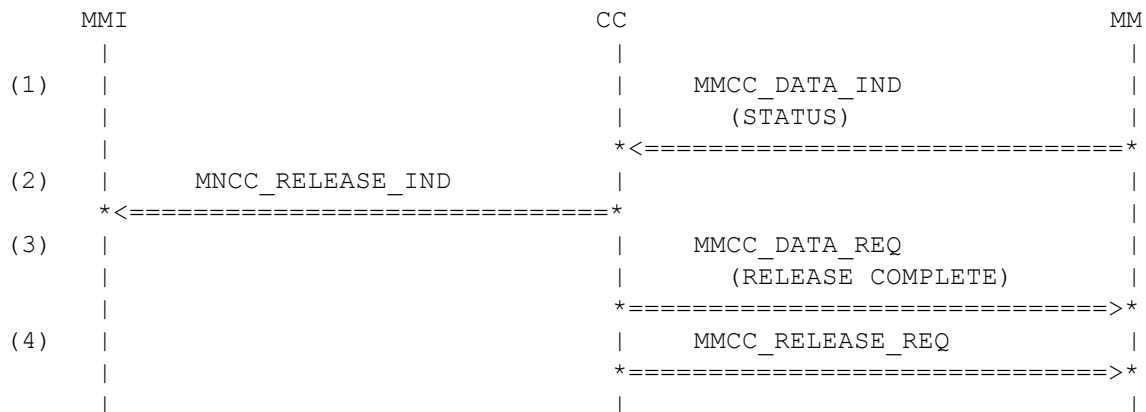 MMI CC MM
| | |
(1) | | MMCC_DATA_IND |
| | (STATUS) |
| *<==============================*
(2) | MNCC_RELEASE_IND | |
*<==============================* |
(3) | | MMCC_DATA_REQ |
| | (RELEASE COMPLETE) |
| *==============================>*
(4) | | MMCC_RELEASE_REQ |
| *==============================>*
| | |